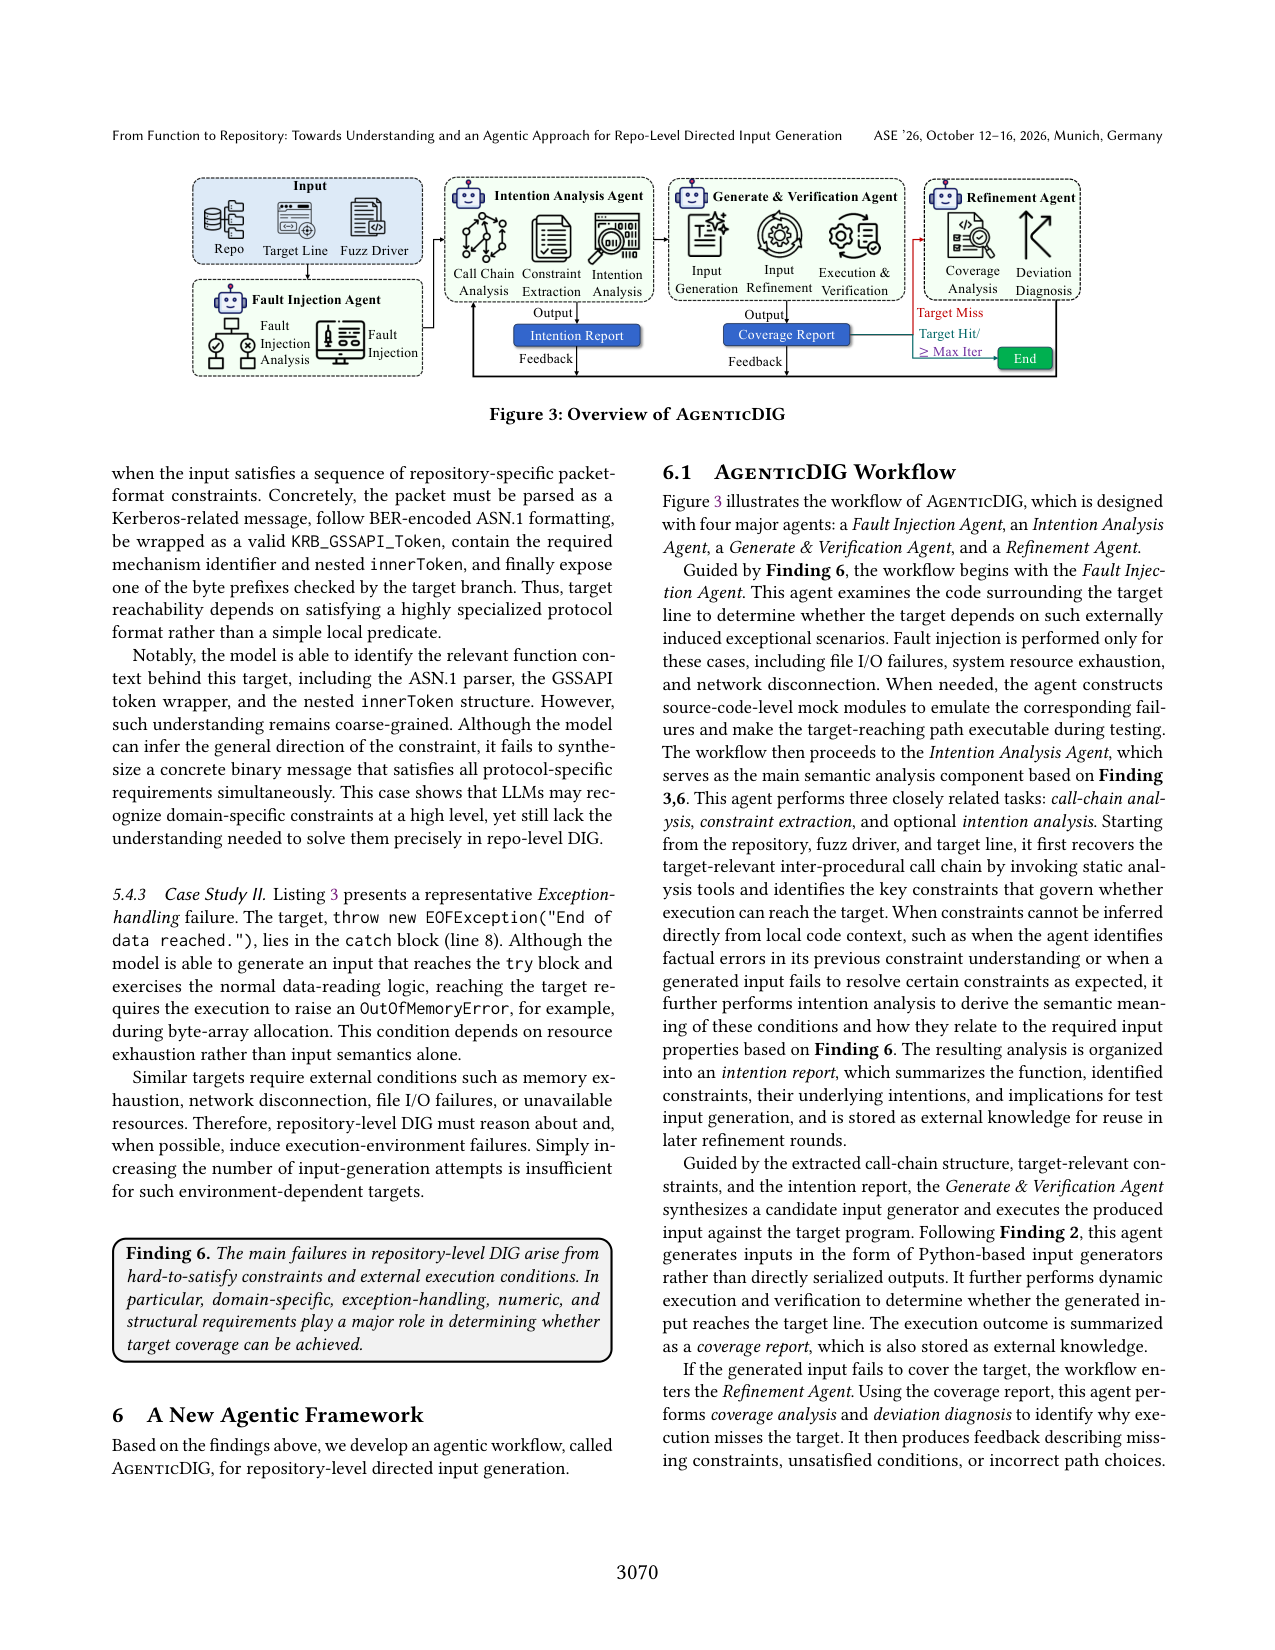 From Function to Repository: Towards Understanding and an Agentic Approach for Repo-Level Directed Input Generation
ASE '26, October 12–16, 2026, Munich, Germany
Input
Repo
Target Line
Fuzz Driver
Fault Injection Agent
Fault
Injection
Analysis
Fault
Injection
Intention Analysis Agent
Call Chain
Analysis
Constraint
Extraction
Intention
Analysis
Output
Intention Report
Feedback
Generate & Verification Agent
Input
Generation
Input
Refinement
Execution &
Verification
Output
Coverage Report
Feedback
Refinement Agent
Coverage
Analysis
Deviation
Diagnosis
Target Miss
Target Hit/
≥ Max Iter
End
Figure 3: Overview of AgenticDIG
when the input satisfies a sequence of repository-specific packet-
format constraints. Concretely, the packet must be parsed as a
Kerberos-related message, follow BER-encoded ASN.1 formatting,
be wrapped as a valid KRB_GSSAPI_Token, contain the required
mechanism identifier and nested innerToken, and finally expose
one of the byte prefixes checked by the target branch. Thus, target
reachability depends on satisfying a highly specialized protocol
format rather than a simple local predicate.
Notably, the model is able to identify the relevant function con-
text behind this target, including the ASN.1 parser, the GSSAPI
token wrapper, and the nested innerToken structure. However,
such understanding remains coarse-grained. Although the model
can infer the general direction of the constraint, it fails to synthe-
size a concrete binary message that satisfies all protocol-specific
requirements simultaneously. This case shows that LLMs may rec-
ognize domain-specific constraints at a high level, yet still lack the
understanding needed to solve them precisely in repo-level DIG.
5.4.3 Case Study II. Listing 3 presents a representative Exception-
handling failure. The target, throw new EOFException("End of
data reached."), lies in the catch block (line 8). Although the
model is able to generate an input that reaches the try block and
exercises the normal data-reading logic, reaching the target re-
quires the execution to raise an OutOfMemoryError, for example,
during byte-array allocation. This condition depends on resource
exhaustion rather than input semantics alone.
Similar targets require external conditions such as memory ex-
haustion, network disconnection, file I/O failures, or unavailable
resources. Therefore, repository-level DIG must reason about and,
when possible, induce execution-environment failures. Simply in-
creasing the number of input-generation attempts is insufficient
for such environment-dependent targets.
Finding 6. The main failures in repository-level DIG arise from
hard-to-satisfy constraints and external execution conditions. In
particular, domain-specific, exception-handling, numeric, and
structural requirements play a major role in determining whether
target coverage can be achieved.
6 A New Agentic Framework
Based on the findings above, we develop an agentic workflow, called
AgenticDIG, for repository-level directed input generation.
6.1 AgenticDIG Workflow
Figure 3 illustrates the workflow of AgenticDIG, which is designed
with four major agents: a Fault Injection Agent, an Intention Analysis
Agent, a Generate & Verification Agent, and a Refinement Agent.
Guided by Finding 6, the workflow begins with the Fault Injec-
tion Agent. This agent examines the code surrounding the target
line to determine whether the target depends on such externally
induced exceptional scenarios. Fault injection is performed only for
these cases, including file I/O failures, system resource exhaustion,
and network disconnection. When needed, the agent constructs
source-code-level mock modules to emulate the corresponding fail-
ures and make the target-reaching path executable during testing.
The workflow then proceeds to the Intention Analysis Agent, which
serves as the main semantic analysis component based on Finding
3,6. This agent performs three closely related tasks: call-chain anal-
ysis, constraint extraction, and optional intention analysis. Starting
from the repository, fuzz driver, and target line, it first recovers the
target-relevant inter-procedural call chain by invoking static anal-
ysis tools and identifies the key constraints that govern whether
execution can reach the target. When constraints cannot be inferred
directly from local code context, such as when the agent identifies
factual errors in its previous constraint understanding or when a
generated input fails to resolve certain constraints as expected, it
further performs intention analysis to derive the semantic mean-
ing of these conditions and how they relate to the required input
properties based on Finding 6. The resulting analysis is organized
into an intention report, which summarizes the function, identified
constraints, their underlying intentions, and implications for test
input generation, and is stored as external knowledge for reuse in
later refinement rounds.
Guided by the extracted call-chain structure, target-relevant con-
straints, and the intention report, the Generate & Verification Agent
synthesizes a candidate input generator and executes the produced
input against the target program. Following Finding 2, this agent
generates inputs in the form of Python-based input generators
rather than directly serialized outputs. It further performs dynamic
execution and verification to determine whether the generated in-
put reaches the target line. The execution outcome is summarized
as a coverage report, which is also stored as external knowledge.
If the generated input fails to cover the target, the workflow en-
ters the Refinement Agent. Using the coverage report, this agent per-
forms coverage analysis and deviation diagnosis to identify why exe-
cution misses the target. It then produces feedback describing miss-
ing constraints, unsatisfied conditions, or incorrect path choices.
3070